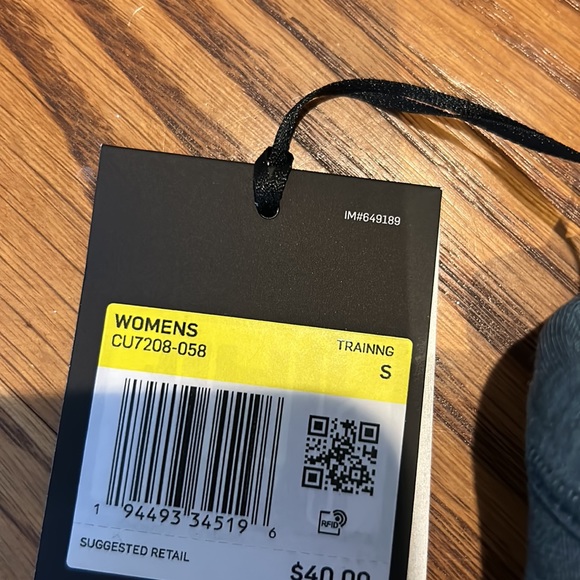 IM#649189
WOMENS
CU7208-058
TRAINNG
S
1 94493 34519 6
RFID
SUGGESTED RETAIL
$40.00